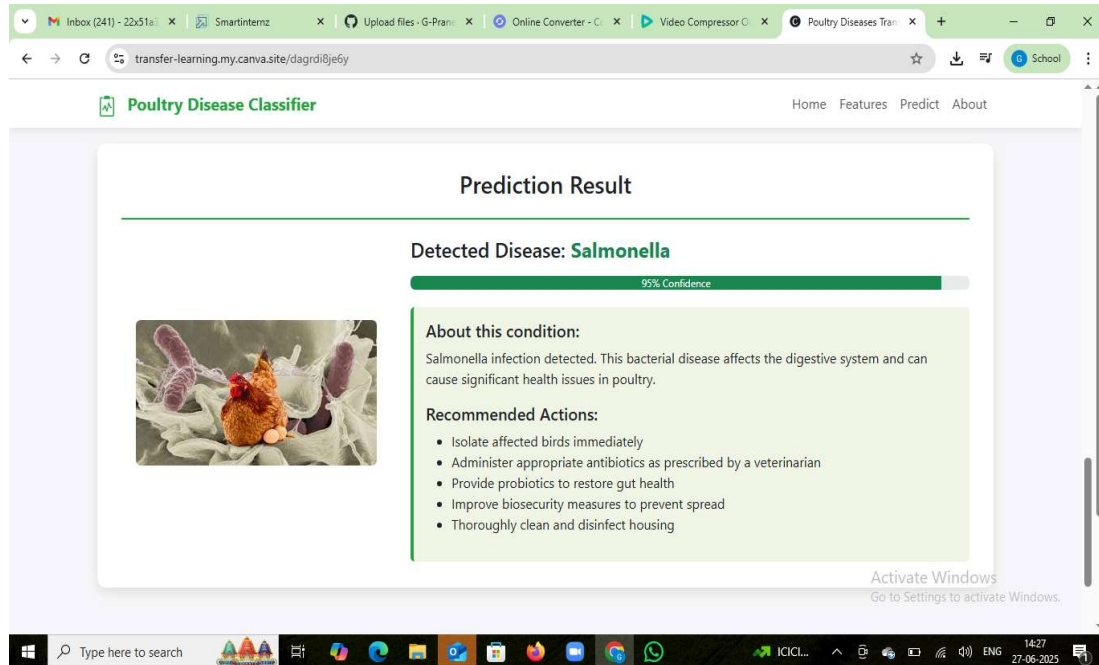 Inbox (241) - 22x51a3
Smartinternz
Upload files · G-Prane
Online Converter - Co
Video Compressor O
Poultry Diseases Tran
transfer-learning.my.canva.site/dagrdi8je6y
G School
Poultry Disease Classifier
Home Features Predict About
Prediction Result
Detected Disease: Salmonella
95% Confidence
About this condition:
Salmonella infection detected. This bacterial disease affects the digestive system and can
cause significant health issues in poultry.
Recommended Actions:
• Isolate affected birds immediately
• Administer appropriate antibiotics as prescribed by a veterinarian
• Provide probiotics to restore gut health
• Improve biosecurity measures to prevent spread
• Thoroughly clean and disinfect housing
Activate Windows
Go to Settings to activate Windows.
Type here to search
ICICI...
ENG
14:27
27-06-2025